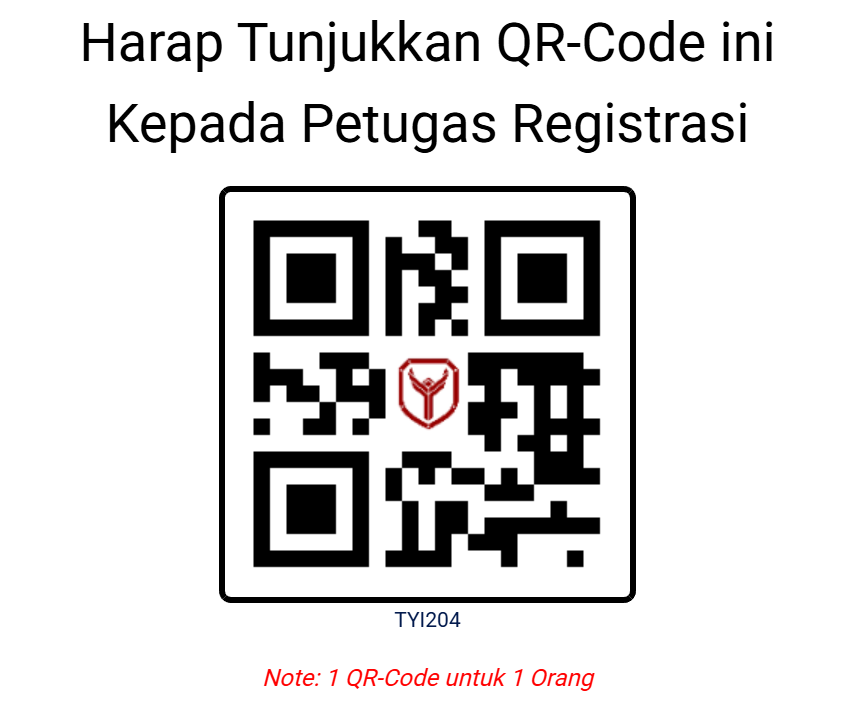 Harap Tunjukkan QR-Code ini
Kepada Petugas Registrasi
TYI204
Note: 1 QR-Code untuk 1 Orang